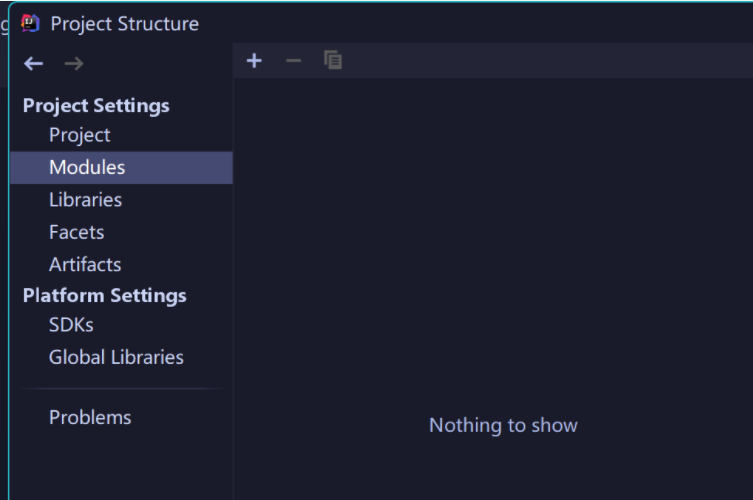 Project Structure
Project Settings
Project
Modules
Libraries
Facets
Artifacts
Platform Settings
SDKs
Global Libraries
Problems
Nothing to show